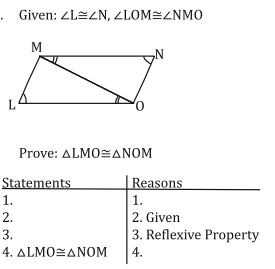 . Given: ∠L≅∠N, ∠LOM≅∠NMO
M
N
L
O
Prove: △LMO≅△NOM
Statements Reasons
1. 1.
2. 2. Given
3. 3. Reflexive Property
4. △LMO≅△NOM 4.